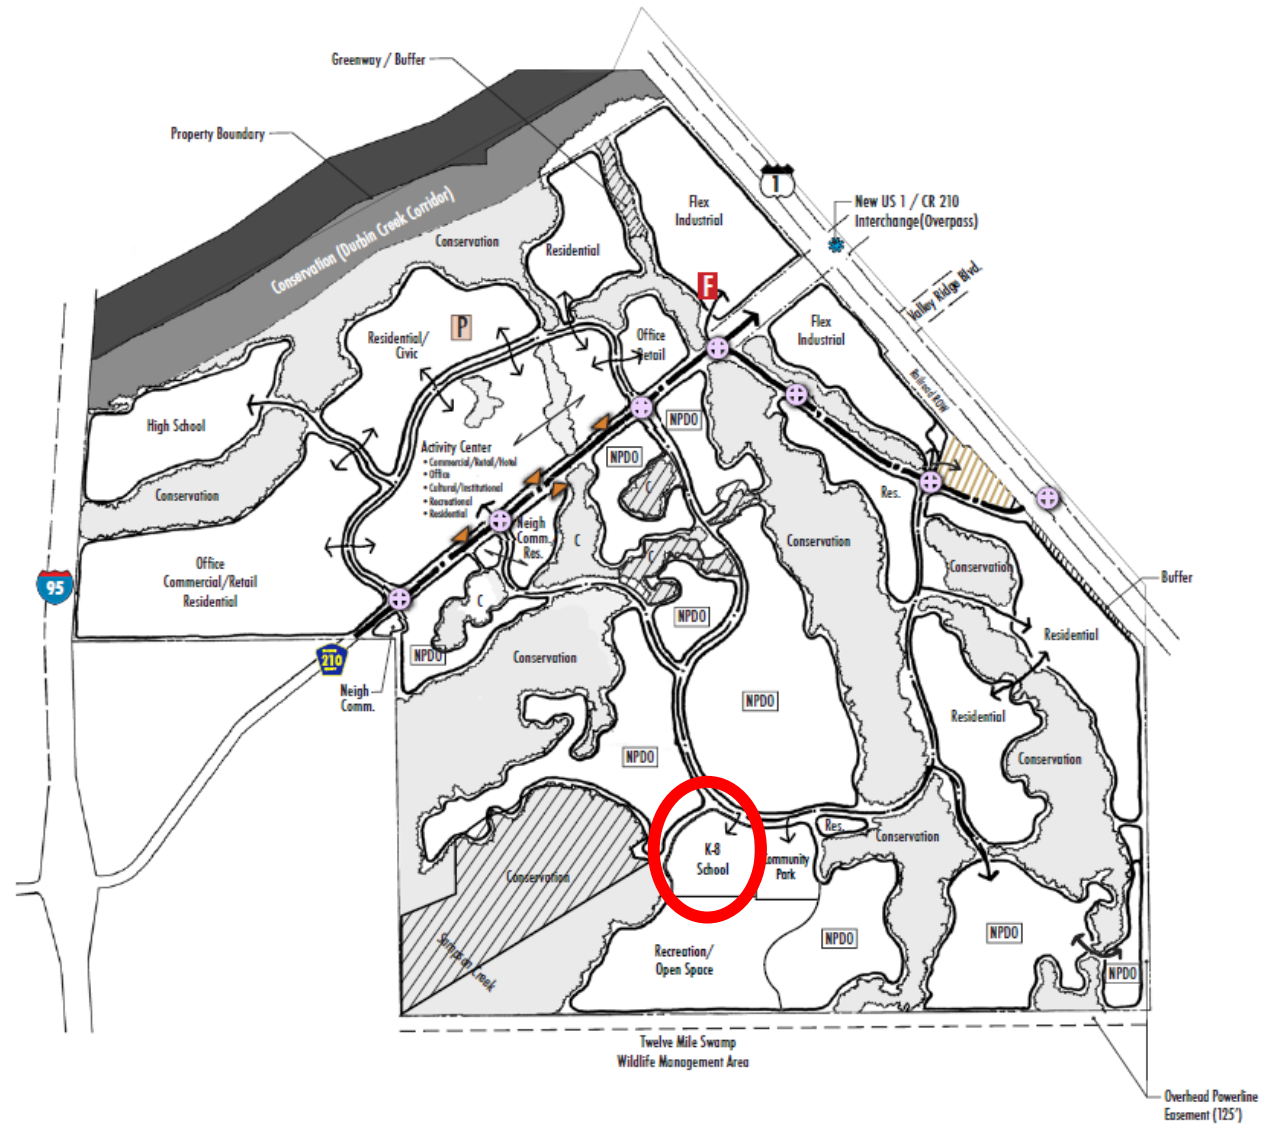 Greenway / Buffer
Property Boundary
1
New US 1 / CR 210
Interchange(Overpass)
Flex
Industrial
Conservation (Durbin Creek Corridor)
Conservation
Residential
Valley Ridge Blvd.
F
Residential/
Civic
P
Office
Retail
Flex
Industrial
Railroad ROW
High School
NPDO
Activity Center
• Commercial/Retail/Hotel
• Office
• Cultural/Institutional
• Recreational
• Residential
NPDO
Conservation
C
Res.
Neigh
Comm.
Res.
C
C
Conservation
Office
Commercial/Retail
Residential
Conservation
Buffer
95
C
NPDO
Residential
210
NPDO
Conservation
Neigh
Comm.
NPDO
Residential
NPDO
Conservation
Res.
Conservation
K-8
School
Community
Park
Conservation
NPDO
NPDO
Recreation/
Open Space
Sampson Creek
NPDO
Twelve Mile Swamp
Wildlife Management Area
Overhead Powerline
Easement (125')